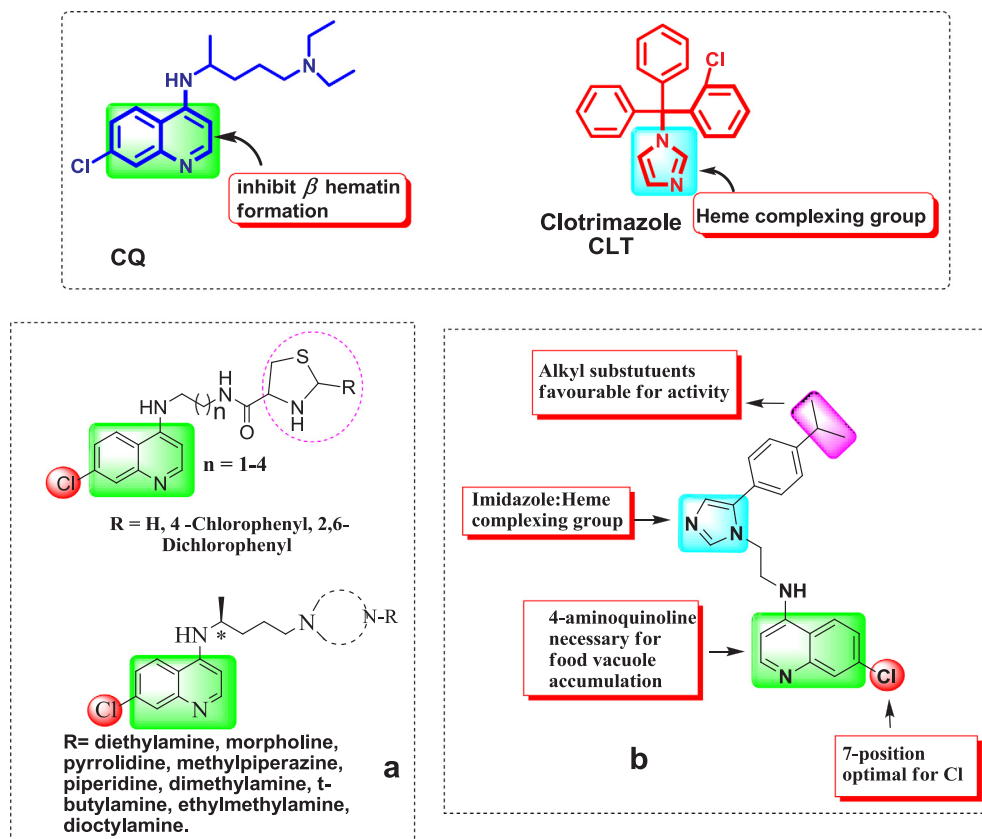 HN
N
Cl
N
inhibit β hematin
formation
CQ
Cl
N
N
Clotrimazole
CLT
Heme complexing group
S
H
N
R
HN
( )n
N
H
O
Cl
N
n = 1-4
R = H, 4 -Chlorophenyl, 2,6-
Dichlorophenyl
N
N-R
HN
*
Cl
N
R= diethylamine, morpholine,
pyrrolidine, methylpiperazine,
piperidine, dimethylamine, t-
butylamine, ethylmethylamine,
dioctylamine.
a
Alkyl substutuents
favourable for activity
Imidazole:Heme
complexing group
N
N
NH
4-aminoquinoline
necessary for
food vacuole
accumulation
N
Cl
b
7-position
optimal for Cl